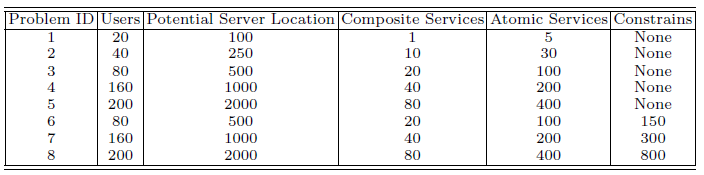 Problem ID Users Potential Server Location Composite Services Atomic Services Constrains
1 20 100 1 5 None
2 40 250 10 30 None
3 80 500 20 100 None
4 160 1000 40 200 None
5 200 2000 80 400 None
6 80 500 20 100 150
7 160 1000 40 200 300
8 200 2000 80 400 800